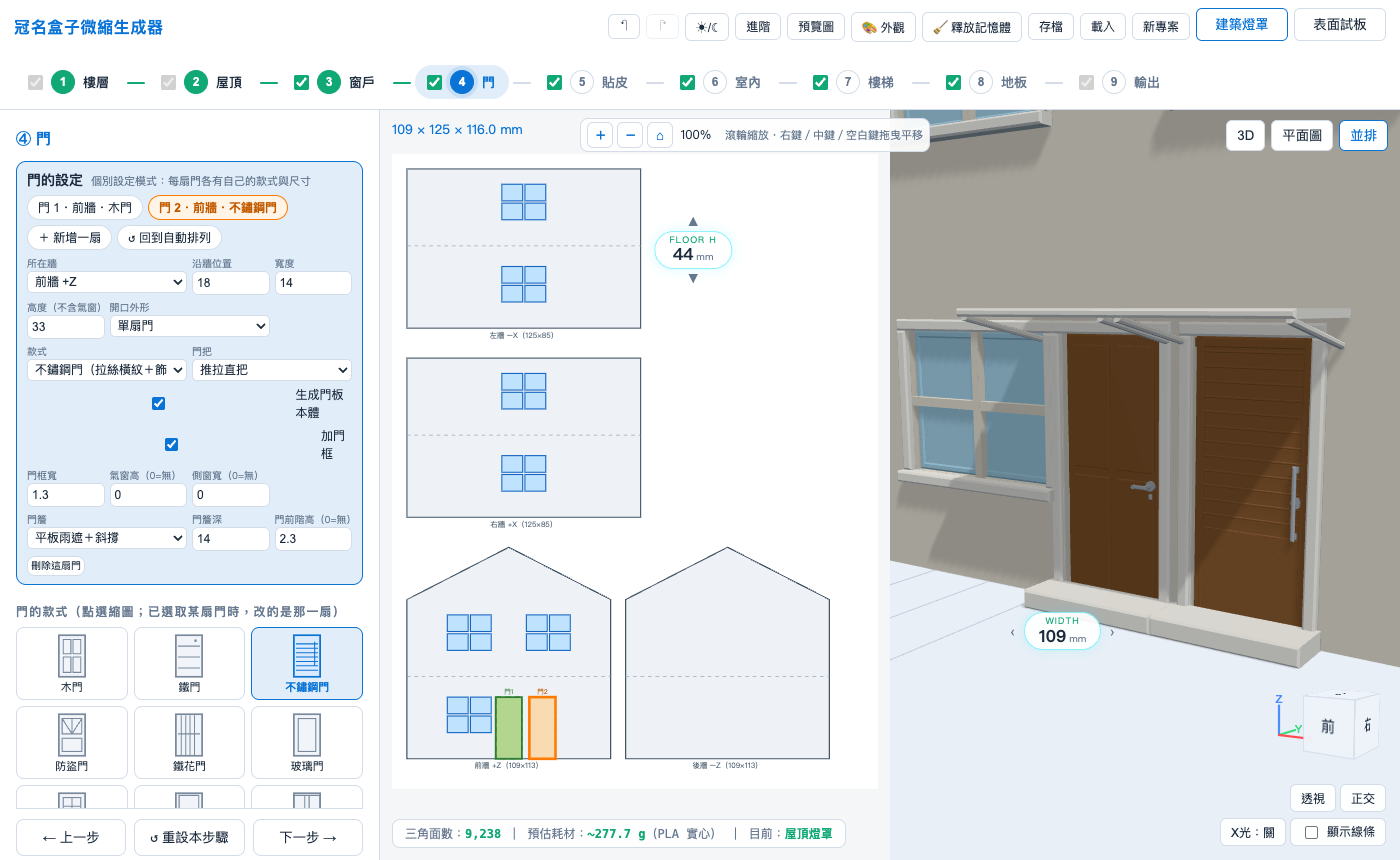 冠名盒子微縮生成器
☀/☾ 進階 預覽圖 🎨 外觀 🧹 釋放記憶體 存檔 載入 新專案 建築燈罩 表面試板
1 樓層 2 屋頂 3 窗戶 4 門 5 貼皮 6 室內 7 樓梯 8 地板 9 輸出
④ 門
門的設定 個別設定模式：每扇門各有自己的款式與尺寸
門 1 · 前牆 · 木門 門 2 · 前牆 · 不鏽鋼門
＋ 新增一扇 ↺ 回到自動排列
所在牆 沿牆位置 寬度
前牆 +Z 18 14
高度（不含氣窗） 開口外形
33 單扇門
款式 門把
不鏽鋼門（拉絲橫紋＋飾 推拉直把
生成門板
本體
加門
框
門框寬 氣窗高（0=無） 側窗寬（0=無）
1.3 0 0
門簷 門簷深 門前階高（0=無）
平板雨遮＋斜撐 14 2.3
刪除這扇門
門的款式（點選縮圖；已選取某扇門時，改的是那一扇）
木門 鐵門 不鏽鋼門
防盜門 鐵花門 玻璃門
← 上一步 ↺ 重設本步驟 下一步 →
109 × 125 × 116.0 mm
+ − ⌂ 100% 滾輪縮放 · 右鍵 / 中鍵 / 空白鍵拖曳平移
3D 平面圖 並排
左牆 −X（125×85）
▲
FLOOR H
44 mm
▼
右牆 +X（125×85）
門1 門2
前牆 +Z（109×113） 後牆 −Z（109×113）
三角面數：9,238 | 預估耗材：~277.7 g (PLA 實心) | 目前：屋頂燈罩
‹ WIDTH ›
109 mm
Z
Y
前
透視 正交
X光：關 顯示線條